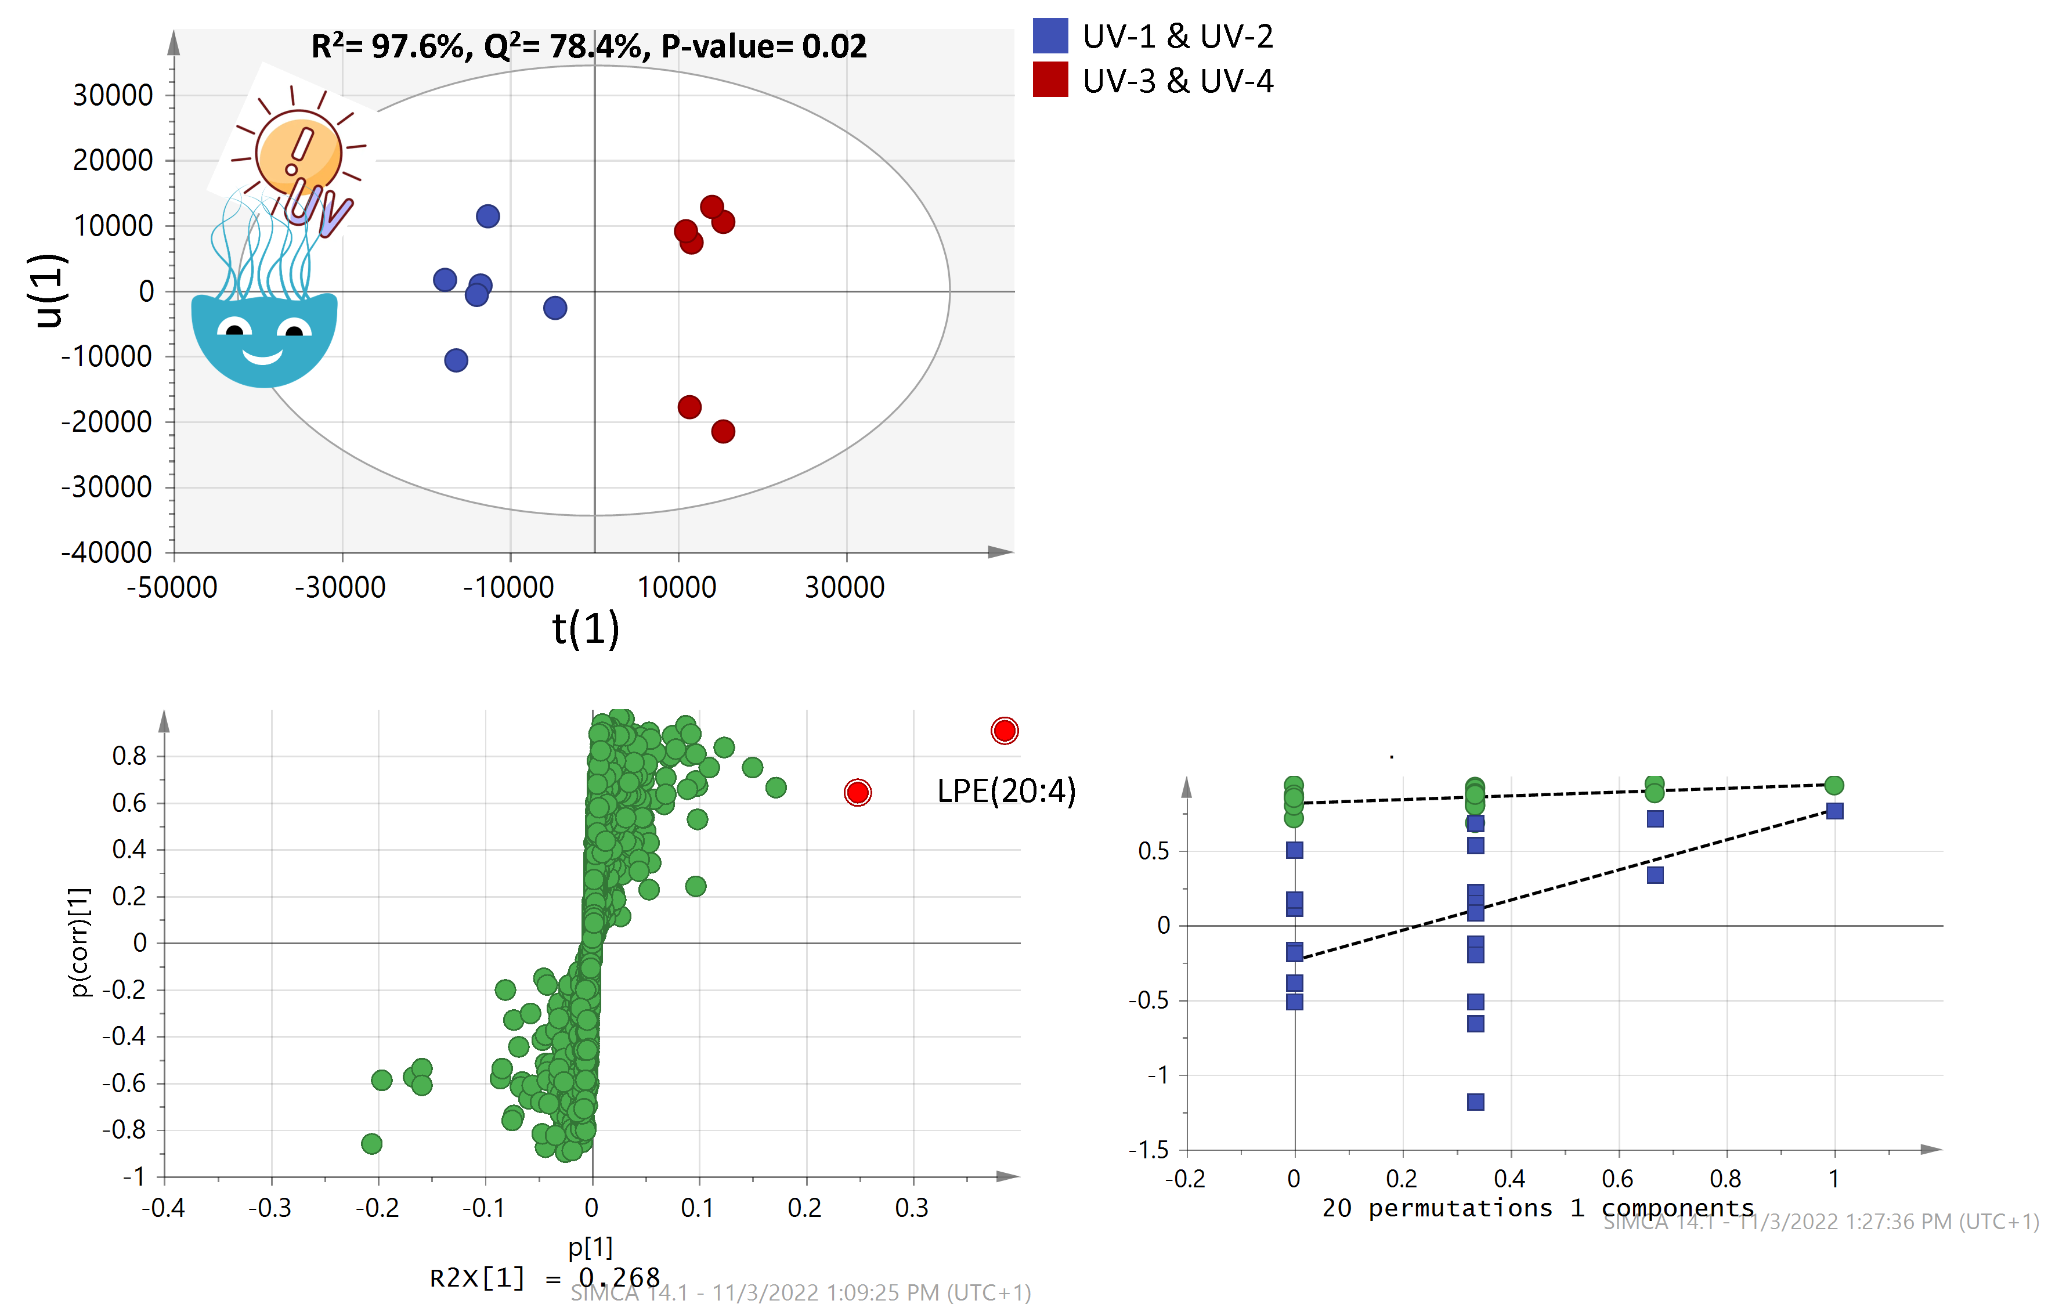 R²= 97.6%, Q²= 78.4%, P-value= 0.02
UV-1 & UV-2
UV-3 & UV-4
! UV
30000
20000
10000
0
-10000
-20000
-30000
-40000
u(1)
-50000 -30000 -10000 10000 30000
t(1)
0.8
0.6
0.4
0.2
0
-0.2
-0.4
-0.6
-0.8
-1
p(corr)[1]
LPE(20:4)
-0.4 -0.3 -0.2 -0.1 0 0.1 0.2 0.3
p[1]
R2X[1] = 0.268
SIMCA 14.1 - 11/3/2022 1:09:25 PM (UTC+1)
0.5
0
-0.5
-1
-1.5
-0.2 0 0.2 0.4 0.6 0.8 1
20 permutations 1 components
SIMCA 14.1 - 11/3/2022 1:27:36 PM (UTC+1)